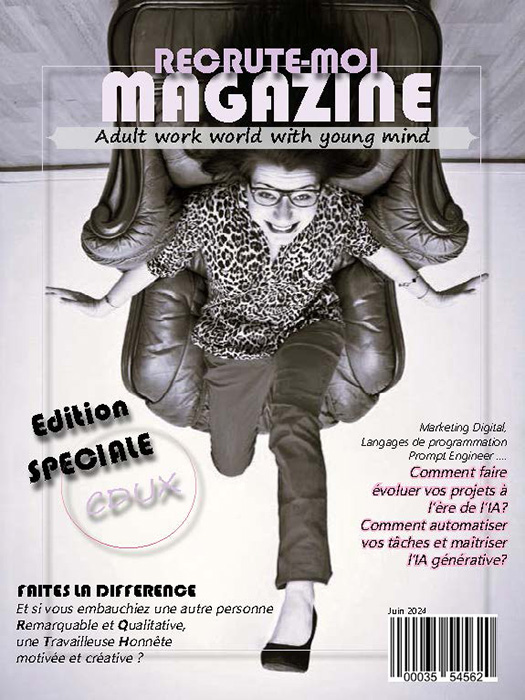 RECRUTE-MOI
MAGAZINE
Adult work world with young mind
Edition
SPECIALE
CDUX
Marketing Digital,
Langages de programmation
Prompt Engineer ....
Comment faire
évoluer vos projets à
l'ère de l'IA?
Comment automatiser
vos tâches et maîtriser
l'IA générative?
FAITES LA DIFFERENCE
Et si vous embauchiez une autre personne
Remarquable et Qualitative,
une Travailleuse Honnête
motivée et créative ?
Juin 2024
00035 54562